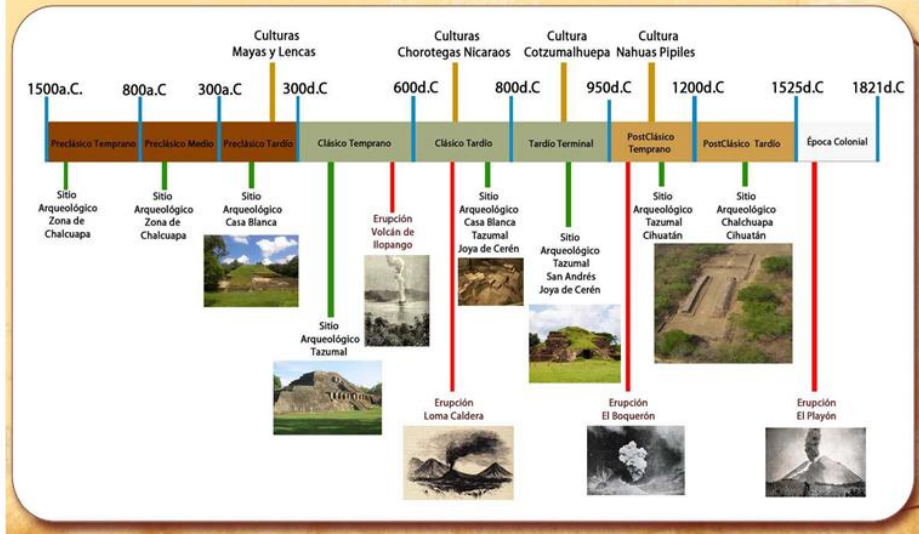 Culturas
Mayas y Lencas
Culturas
Chorotegas Nicaraos
Cultura
Cotzumalhuepa
Cultura
Nahuas Pipiles
1500a.C.
800a.C
300a.C
300d.C
600d.C
800d.C
950d.C
1200d.C
1525d.C
1821d.C
Preclásico Temprano
Preclásico Medio
Preclásico Tardío
Clásico Temprano
Clásico Tardío
Tardío Terminal
PostClásico
Temprano
PostClásico Tardío
Época Colonial
Sitio
Arqueológico
Zona de
Chalcuapa
Sitio
Arqueológico
Zona de
Chalcuapa
Sitio
Arqueológico
Casa Blanca
Sitio
Arqueológico
Tazumal
Erupción
Volcán de
Ilopango
Erupción
Loma Caldera
Sitio
Arqueológico
Casa Blanca
Tazumal
Joya de Cerén
Sitio
Arqueológico
Tazumal
San Andrés
Joya de Cerén
Erupción
El Boquerón
Sitio
Arqueológico
Tazumal
Cihuatán
Sitio
Arqueológico
Chalchuapa
Cihuatán
Erupción
El Playón